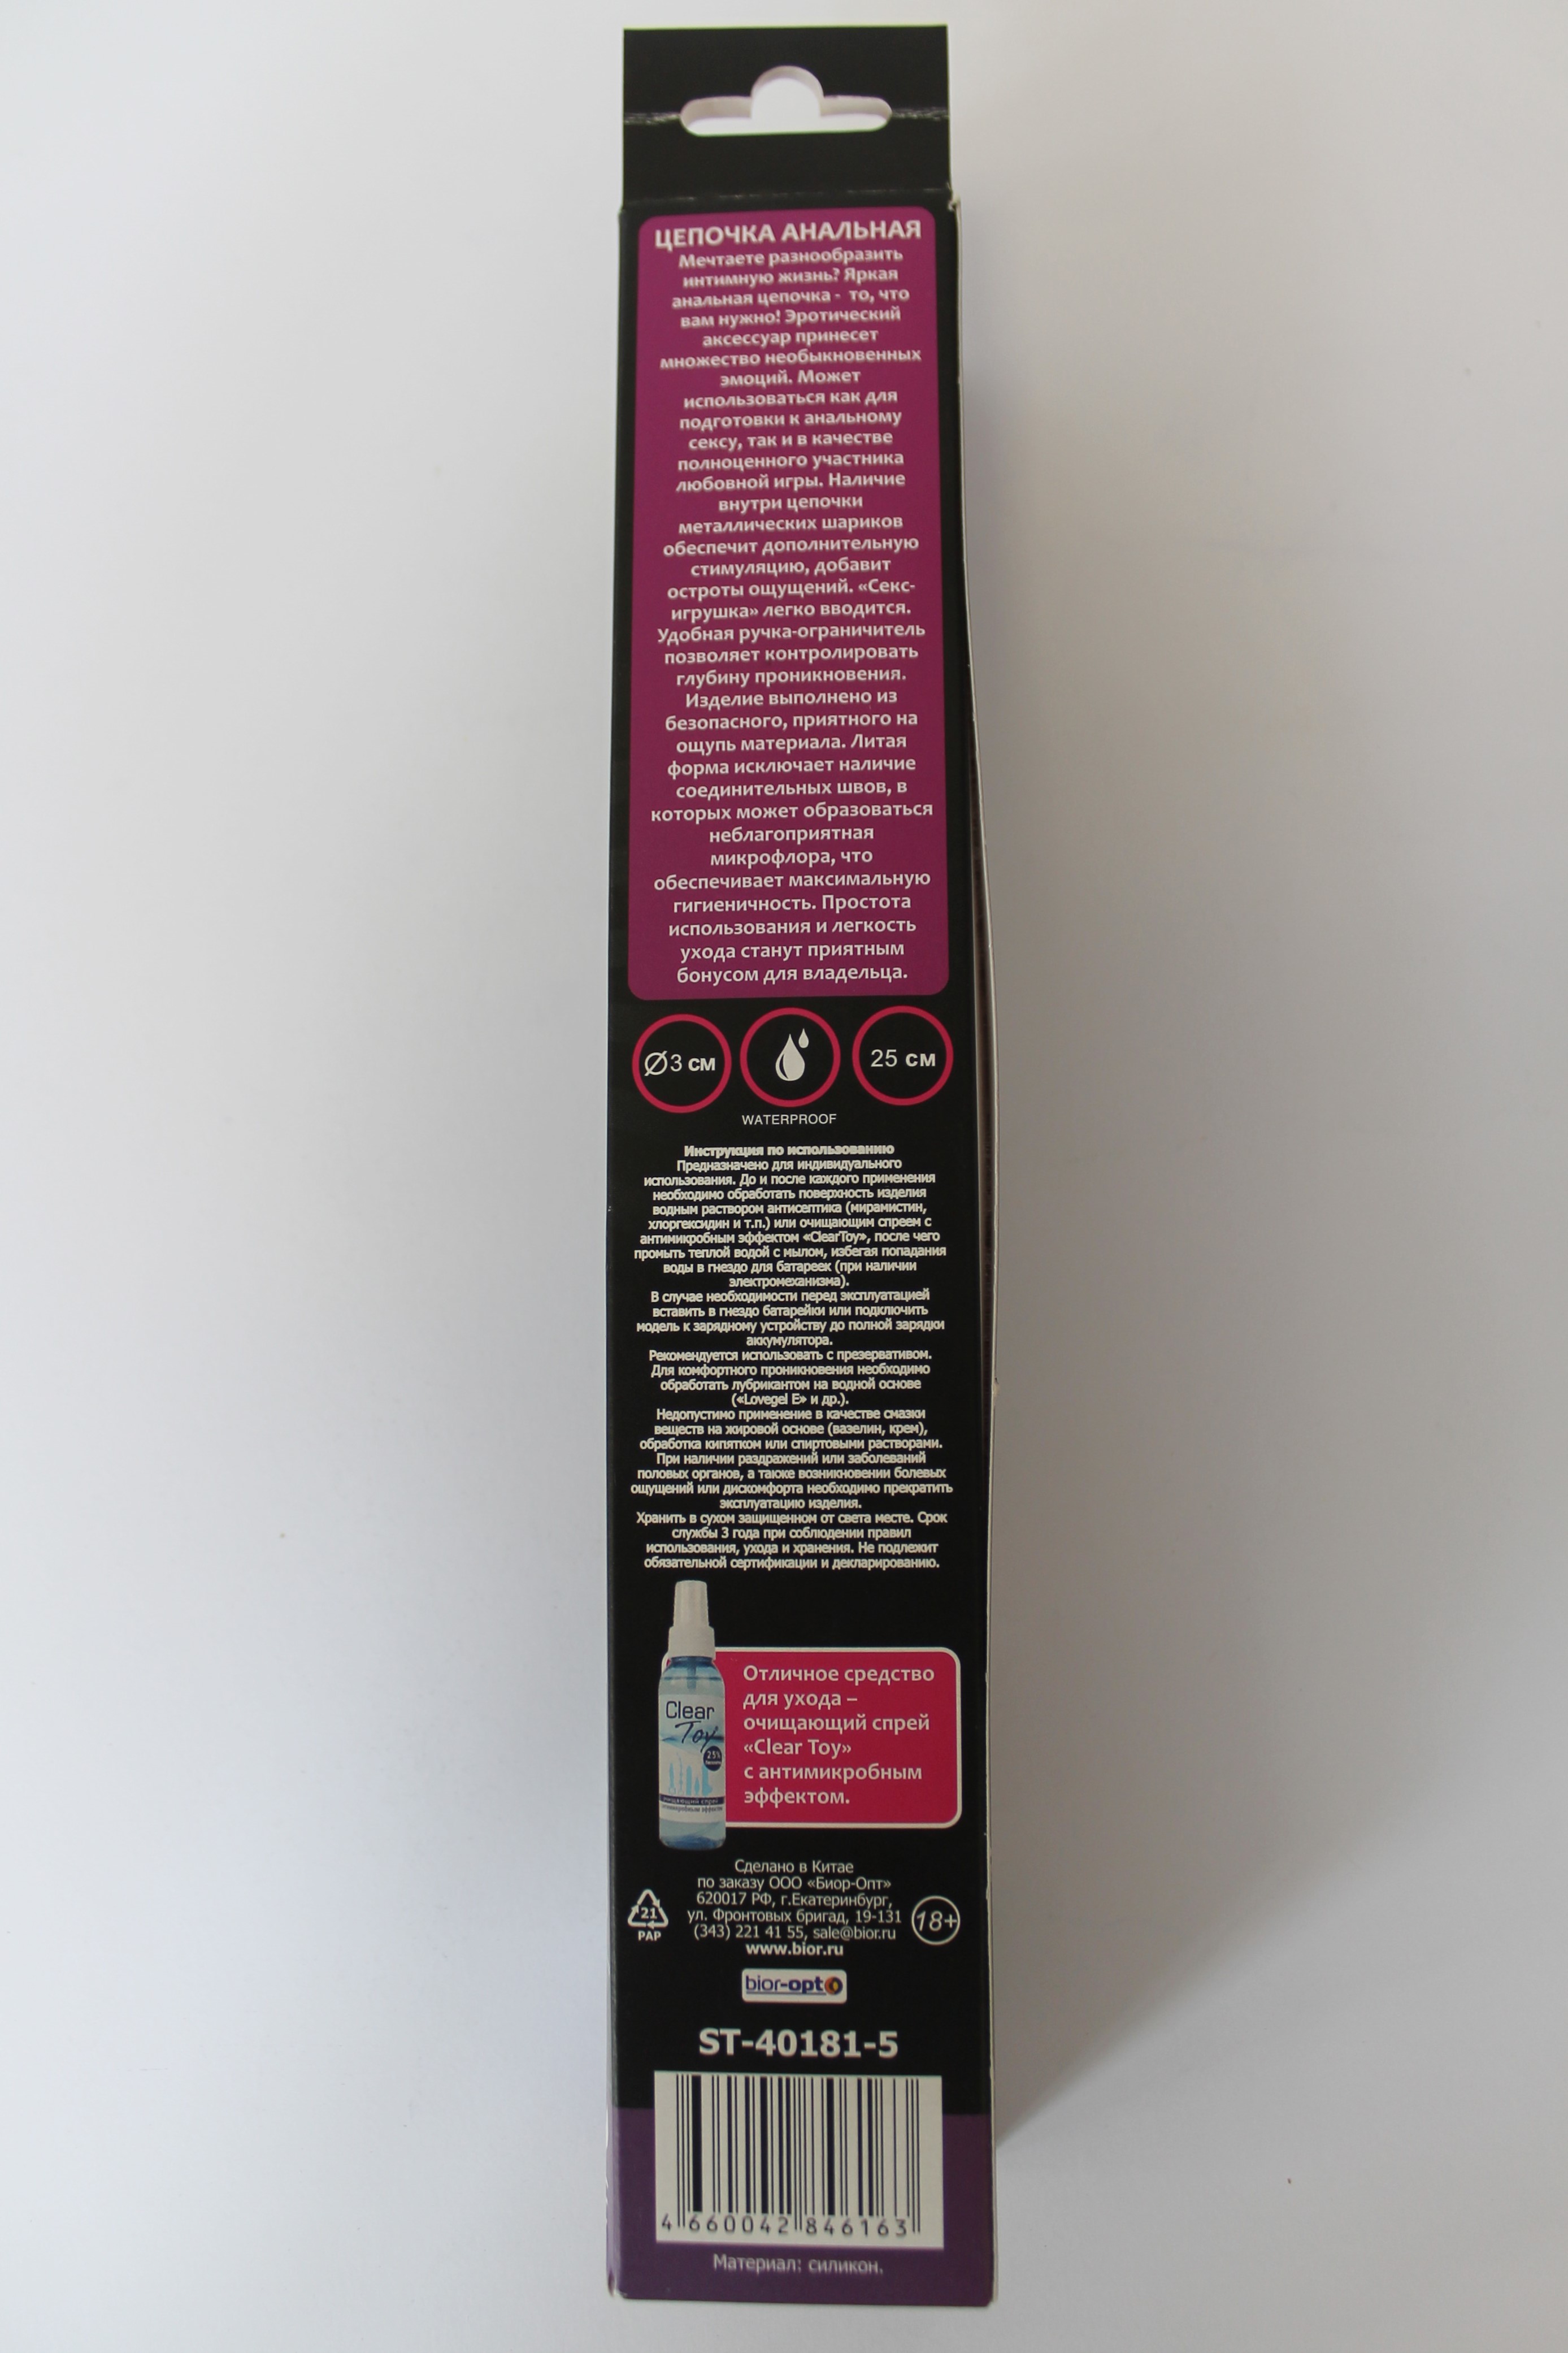 ЦЕПОЧКА АНАЛЬНАЯ
Мечтаете разнообразить
интимную жизнь? Яркая
анальная цепочка - то, что
вам нужно! Эротический
аксессуар принесет
множество необыкновенных
эмоций. Может
использоваться как для
подготовки к анальному
сексу, так и в качестве
полноценного участника
любовной игры. Наличие
внутри цепочки
металлических шариков
обеспечит дополнительную
стимуляцию, добавит
остроты ощущений. «Секс-
игрушка» легко вводится.
Удобная ручка-ограничитель
позволяет контролировать
глубину проникновения.
Изделие выполнено из
безопасного, приятного на
ощупь материала. Литая
форма исключает наличие
соединительных швов, в
которых может образоваться
неблагоприятная
микрофлора, что
обеспечивает максимальную
гигиеничность. Простота
использования и легкость
ухода станут приятным
бонусом для владельца.
Ø3 см
25 см
WATERPROOF
Инструкция по использованию
Предназначено для индивидуального
использования. До и после каждого применения
необходимо обработать поверхность изделия
водным раствором антисептика (мирамистин,
хлоргексидин и т.п.) или очищающим спреем с
антимикробным эффектом «ClearToy», после чего
промыть теплой водой с мылом, избегая попадания
воды в гнездо для батареек (при наличии
электромеханизма).
В случае необходимости перед эксплуатацией
вставить в гнездо батарейки или подключить
модель к зарядному устройству до полной зарядки
аккумулятора.
Рекомендуется использовать с презервативом.
Для комфортного проникновения необходимо
обработать лубрикантом на водной основе
(«Lovegel E» и др.).
Недопустимо применение в качестве смазки
веществ на жировой основе (вазелин, крем),
обработка кипятком или спиртовыми растворами.
При наличии раздражений или заболеваний
половых органов, а также возникновении болевых
ощущений или дискомфорта необходимо прекратить
эксплуатацию изделия.
Хранить в сухом защищенном от света месте. Срок
службы 3 года при соблюдении правил
использования, ухода и хранения. Не подлежит
обязательной сертификации и декларированию.
Clear
Toy
очищающий спрей
Отличное средство
для ухода –
очищающий спрей
«Clear Toy»
с антимикробным
эффектом.
Сделано в Китае
по заказу ООО «Биор-Опт»
620017 РФ, г.Екатеринбург,
ул. Фронтовых бригад, 19-131
(343) 221 41 55, sale@bior.ru
www.bior.ru
21
PAP
18+
bior-opt
ST-40181-5
4 660042 846163
Материал: силикон.